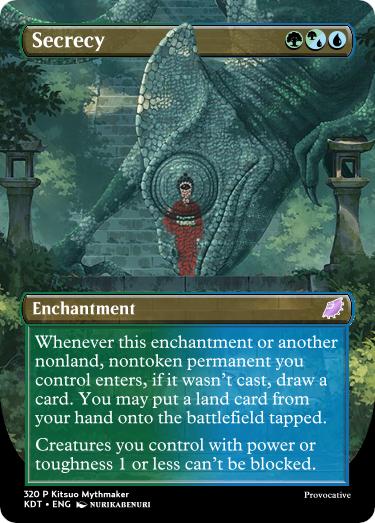 Secrecy
Enchantment
Whenever this enchantment or another
nonland, nontoken permanent you
control enters, if it wasn't cast, draw a
card. You may put a land card from
your hand onto the battlefield tapped.
Creatures you control with power or
toughness 1 or less can't be blocked.
320 P Kitsuo Mythmaker
KDT • ENG NURIKABENURI
Provocative